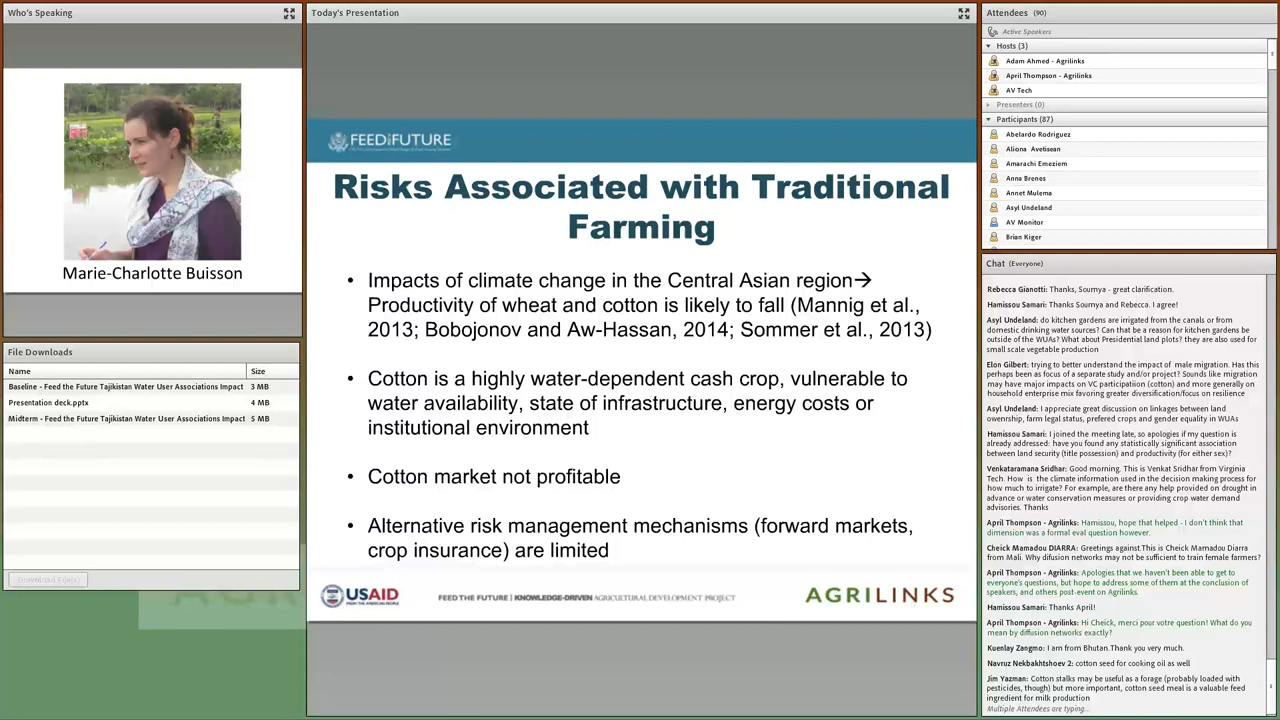 Who's Speaking
Marie-Charlotte Buisson
File Downloads
Name Size
Baseline - Feed the Future Tajikistan Water User Associations Impact 3 MB
Presentation deck.pptx 4 MB
Midterm - Feed the Future Tajikistan Water User Associations Impact 5 MB
Download File(s)
Today's Presentation
FEED THE FUTURE
Risks Associated with Traditional
Farming
• Impacts of climate change in the Central Asian region→
Productivity of wheat and cotton is likely to fall (Mannig et al.,
2013; Bobojonov and Aw-Hassan, 2014; Sommer et al., 2013)
• Cotton is a highly water-dependent cash crop, vulnerable to
water availability, state of infrastructure, energy costs or
institutional environment
• Cotton market not profitable
• Alternative risk management mechanisms (forward markets,
crop insurance) are limited
USAID
FROM THE AMERICAN PEOPLE
FEED THE FUTURE | KNOWLEDGE-DRIVEN AGRICULTURAL DEVELOPMENT PROJECT
AGRILINKS
Attendees (90)
Active Speakers
Hosts (3)
Adam Ahmed - Agrilinks
April Thompson - Agrilinks
AV Tech
Presenters (0)
Participants (87)
Abelardo Rodriguez
Aliona Avetisean
Amarachi Emeziem
Anna Brenes
Annet Mulema
Asyl Undeland
AV Monitor
Brian Kiger
Chat (Everyone)
Rebecca Gianotti: Thanks, Soumya - great clarification.
Hamissou Samari: Thanks Soumya and Rebecca. I agree!
Asyl Undeland: do kitchen gardens are irrigated from the canals or from
domestic drinking water sources? Can that be a reason for kitchen gardens be
outside of the WUAs? What about Presidential land plots? they are also used for
small scale vegetable production
Elon Gilbert: trying to better understand the impact of male migration. Has this
perhaps been as focus of a separate study and/or project? Sounds like migration
may have major impacts on VC participatiion (cotton) and more generally on
household enterprise mix favoring greater diversification/focus on resilience
Asyl Undeland: I appreciate great discussion on linkages between land
ownership, farm legal status, preferred crops and gender equality in WUAs
Hamissou Samari: I joined the meeting late, so apologies if my question is
already addressed: have you found any statistically significant association
between land security (title possession) and productivity (for either sex)?
Venkataramana Sridhar: Good morning. This is Venkat Sridhar from Virginia
Tech. How is the climate information used in the decision making process for
how much to irrigate? For example, are there any help provided on drought in
advance or water conservation measures or providing crop water demand
advisories. Thanks
April Thompson - Agrilinks: Hamissou, hope that helped - I don't think that
dimension was a formal eval question however.
Cheick Mamadou DIARRA: Greetings against.This is Cheick Mamadou Diarra
from Mali. Why difusion networks may not be sufficient to train female farmers?
April Thompson - Agrilinks: Apologies that we haven't been able to get to
everyone's questions, but hope to address some of them at the conclusion of
speakers, and others post-event on Agrilinks.
Hamissou Samari: Thanks April!
April Thompson - Agrilinks: Hi Cheick, merci pour votre question! What do you
mean by diffusion networks exactly?
Kuenlay Zangmo: I am from Bhutan.Thank you very much.
Navruz Nekbakhtshoev 2: cotton seed for cooking oil as well
Jim Yazman: Cotton stalks may be useful as a forage (probably loaded with
pesticides, though) but more important, cotton seed meal is a valuable feed
ingredient for milk production
Multiple Attendees are typing...